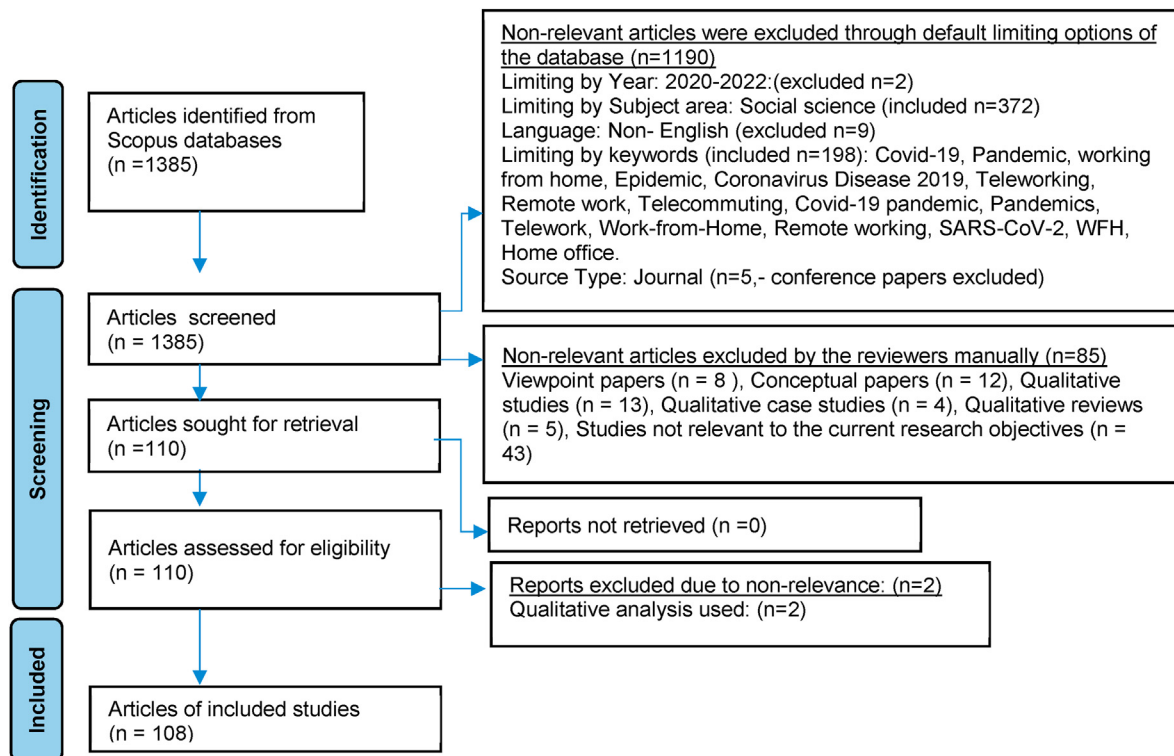 Identification
Articles identified from
Scopus databases
(n =1385)
Non-relevant articles were excluded through default limiting options of
the database (n=1190)
Limiting by Year: 2020-2022:(excluded n=2)
Limiting by Subject area: Social science (included n=372)
Language: Non- English (excluded n=9)
Limiting by keywords (included n=198): Covid-19, Pandemic, working
from home, Epidemic, Coronavirus Disease 2019, Teleworking,
Remote work, Telecommuting, Covid-19 pandemic, Pandemics,
Telework, Work-from-Home, Remote working, SARS-CoV-2, WFH,
Home office.
Source Type: Journal (n=5,- conference papers excluded)
Screening
Articles screened
(n = 1385)
Non-relevant articles excluded by the reviewers manually (n=85)
Viewpoint papers (n = 8 ), Conceptual papers (n = 12), Qualitative
studies (n = 13), Qualitative case studies (n = 4), Qualitative reviews
(n = 5), Studies not relevant to the current research objectives (n =
43)
Articles sought for retrieval
(n =110)
Reports not retrieved (n =0)
Articles assessed for eligibility
(n = 110)
Reports excluded due to non-relevance: (n=2)
Qualitative analysis used: (n=2)
Included
Articles of included studies
(n = 108)